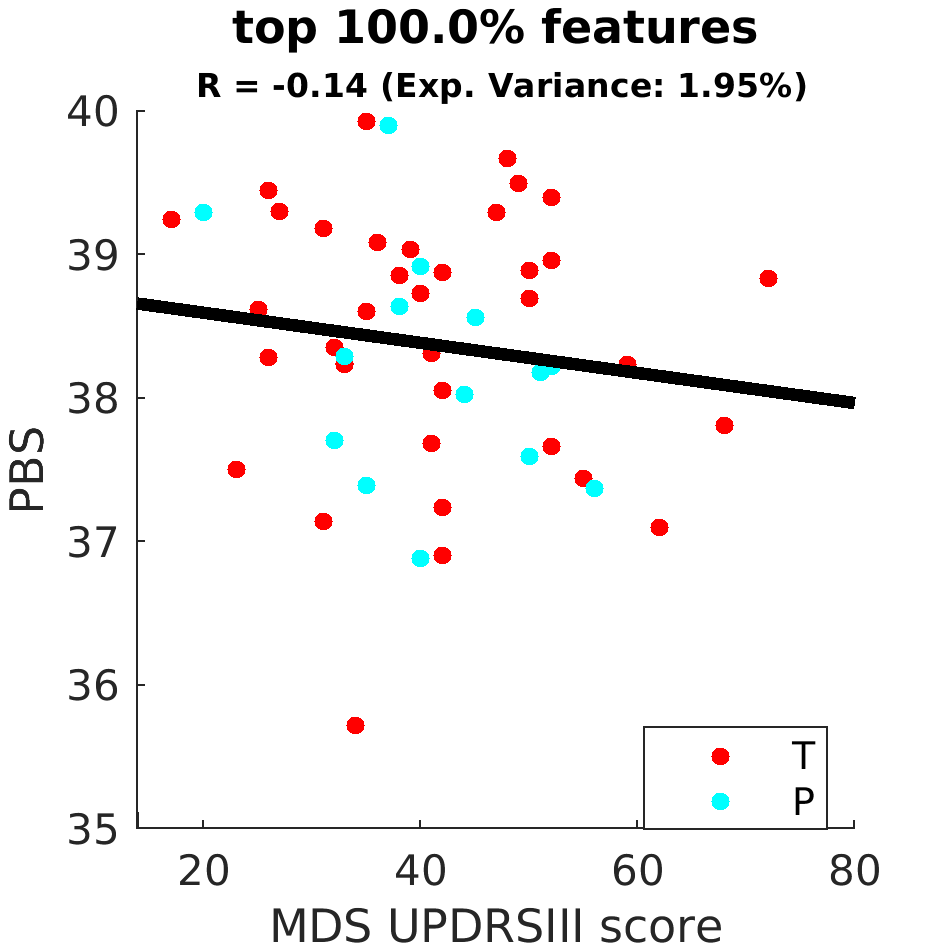 top 100.0% features
R = -0.14 (Exp. Variance: 1.95%)
40
39
38
37
36
35
PBS
T
P
20 40 60 80
MDS UPDRSIII score